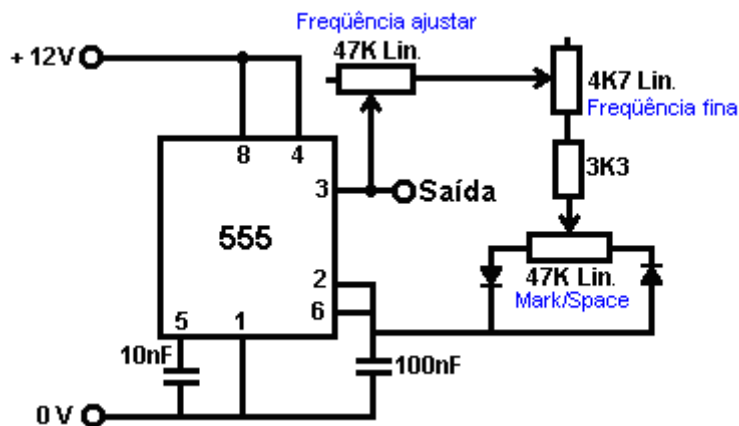 Freqüência ajustar
47K Lin.
+ 12V
4K7 Lin.
Freqüência fina
8 4
3
3K3
Saída
555
2
47K Lin.
Mark/Space
6
5 1
10nF
100nF
0 V